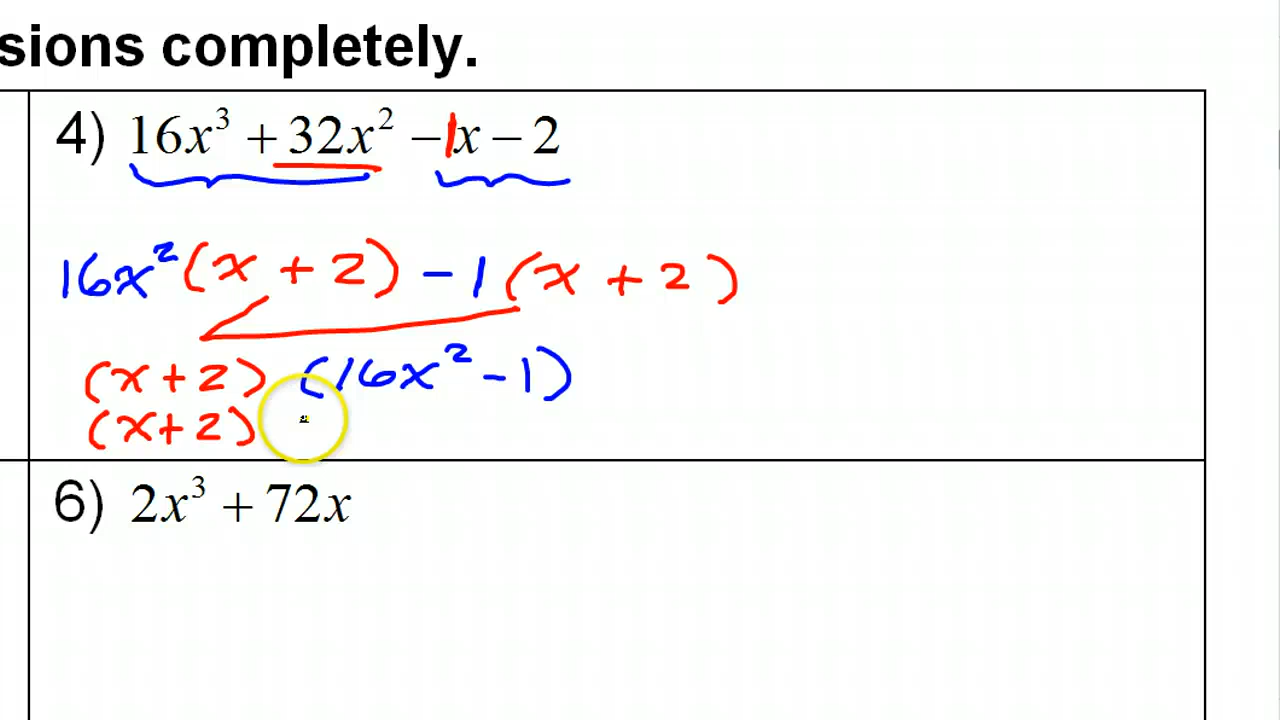 sions completely.
4) 16x³ + 32x² − 1x − 2
16x²(x + 2) − 1(x + 2)
(x+2) (16x² − 1)
(x+2)
6) 2x³ + 72x